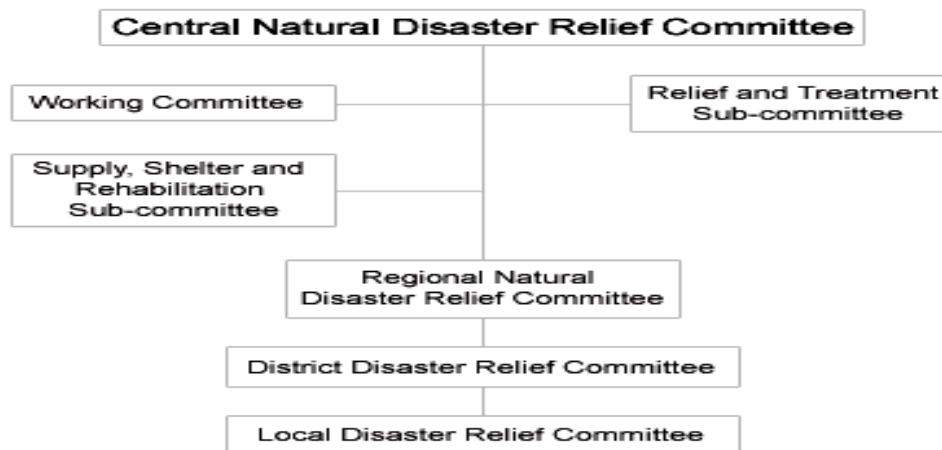 Central Natural Disaster Relief Committee
Working Committee
Relief and Treatment
Sub-committee
Supply, Shelter and
Rehabilitation
Sub-committee
Regional Natural
Disaster Relief Committee
District Disaster Relief Committee
Local Disaster Relief Committee